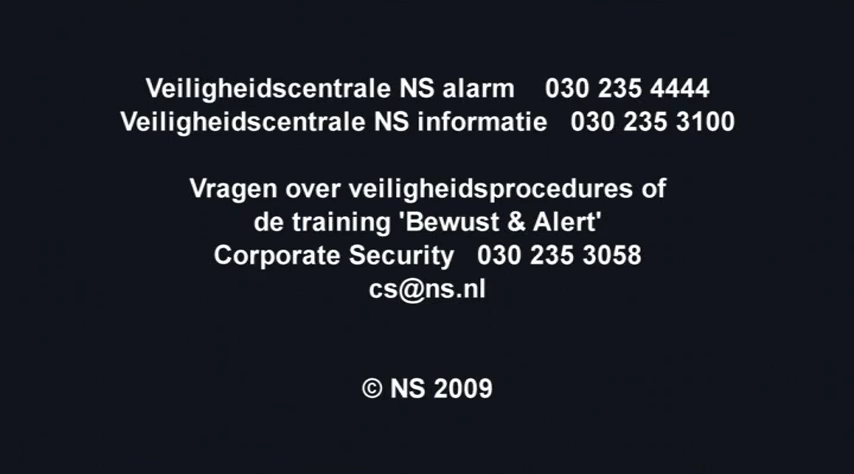 Veiligheidscentrale NS alarm 030 235 4444
Veiligheidscentrale NS informatie 030 235 3100
Vragen over veiligheidsprocedures of
de training 'Bewust & Alert'
Corporate Security 030 235 3058
cs@ns.nl
© NS 2009